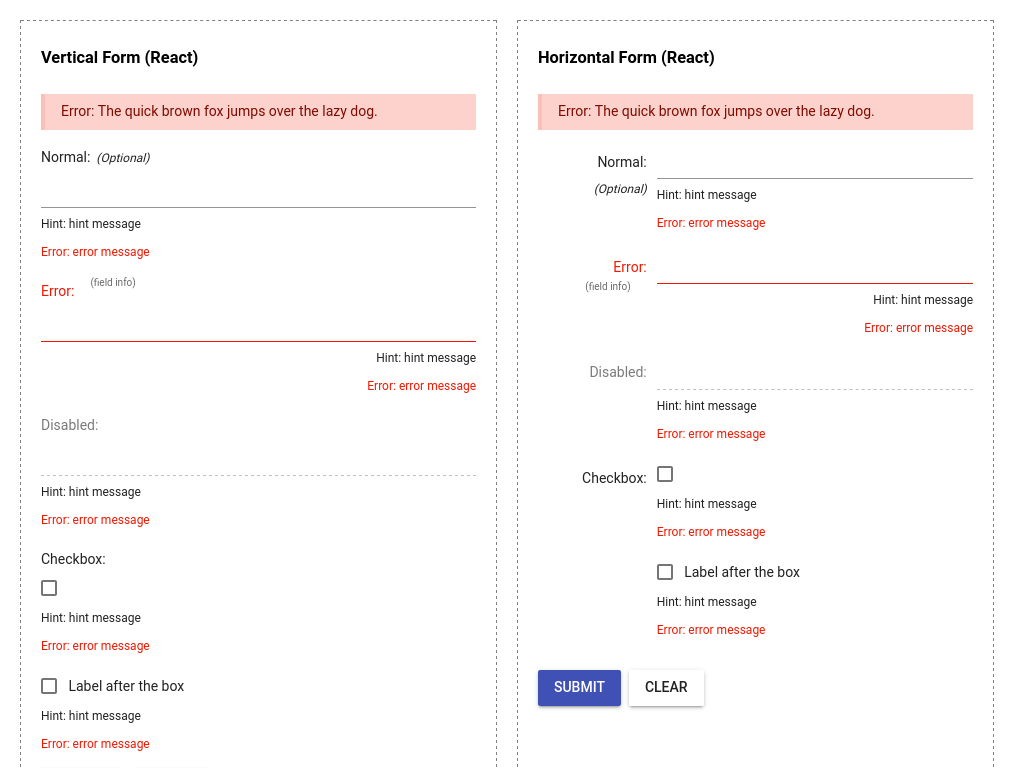 Vertical Form (React)
Error: The quick brown fox jumps over the lazy dog.
Normal: (Optional)
Hint: hint message
Error: error message
Error: (field info)
Hint: hint message
Error: error message
Disabled:
Hint: hint message
Error: error message
Checkbox:
Hint: hint message
Error: error message
Label after the box
Hint: hint message
Error: error message
Horizontal Form (React)
Error: The quick brown fox jumps over the lazy dog.
Normal:
(Optional)
Hint: hint message
Error: error message
Error:
(field info)
Hint: hint message
Error: error message
Disabled:
Hint: hint message
Error: error message
Checkbox:
Hint: hint message
Error: error message
Label after the box
Hint: hint message
Error: error message
SUBMIT CLEAR